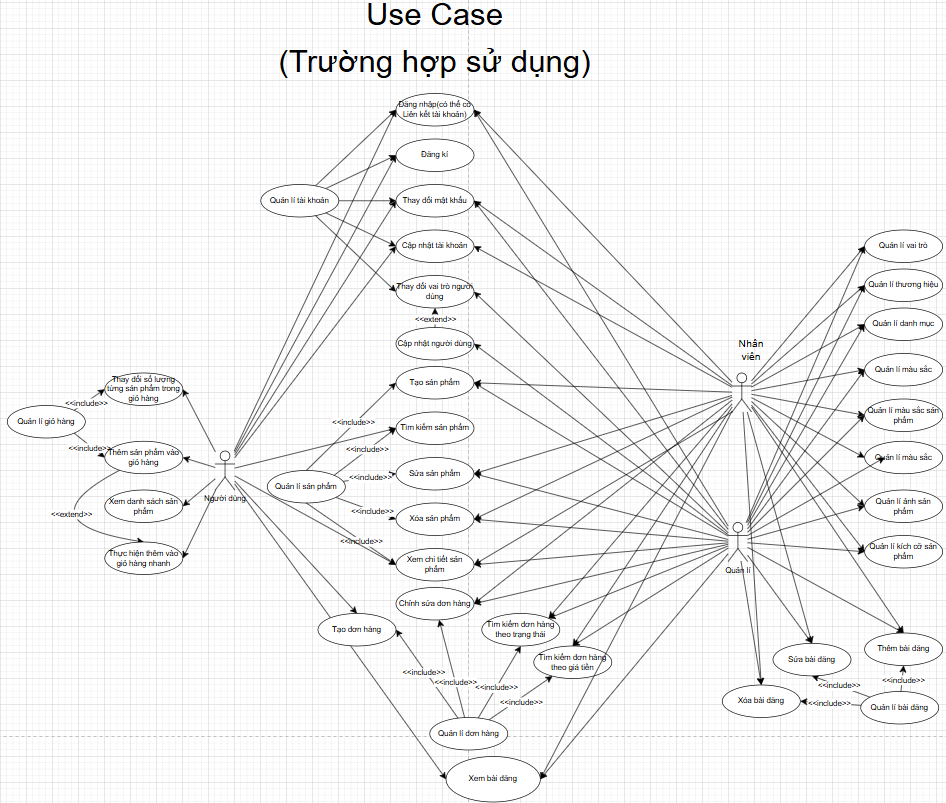 Use Case
(Trường hợp sử dụng)
Đăng nhập(có thể có
Liên kết tài khoản)
Đăng kí
Quản lí tài khoản
Thay đổi mật khẩu
Cập nhật tài khoản
Quản lí vai trò
Thay đổi vai trò người
dùng
Quản lí thương hiệu
<<extend>>
Quản lí danh mục
Cập nhật người dùng
Nhân
viên
Quản lí màu sắc
Thay đổi số lượng
từng sản phẩm trong
giỏ hàng
Tạo sản phẩm
<<include>>
Quản lí giỏ hàng
Quản lí màu sắc sản
phẩm
<<include>>
Tìm kiếm sản phẩm
<<include>>
<<include>>
Thêm sản phẩm vào
giỏ hàng
Quản lí màu sắc
Sửa sản phẩm
<<include>>
Quản lí sản phẩm
Người dùng
Xem danh sách sản
phẩm
Quản lí ảnh sản
phẩm
<<extend>>
<<include>>
Xóa sản phẩm
<<include>>
Thực hiện thêm vào
giỏ hàng nhanh
Xem chi tiết sản
phẩm
Quản lí kích cỡ sản
phẩm
Quản lí
Chỉnh sửa đơn hàng
Tạo đơn hàng
Tìm kiếm đơn hàng
theo trạng thái
Tìm kiếm đơn hàng
theo giá tiền
Sửa bài đăng
Thêm bài đăng
<<include>>
<<include>>
<<include>>
<<include>>
<<include>>
<<include>>
<<include>>
Xóa bài đăng
Quản lí bài đăng
Quản lí đơn hàng
Xem bài đăng